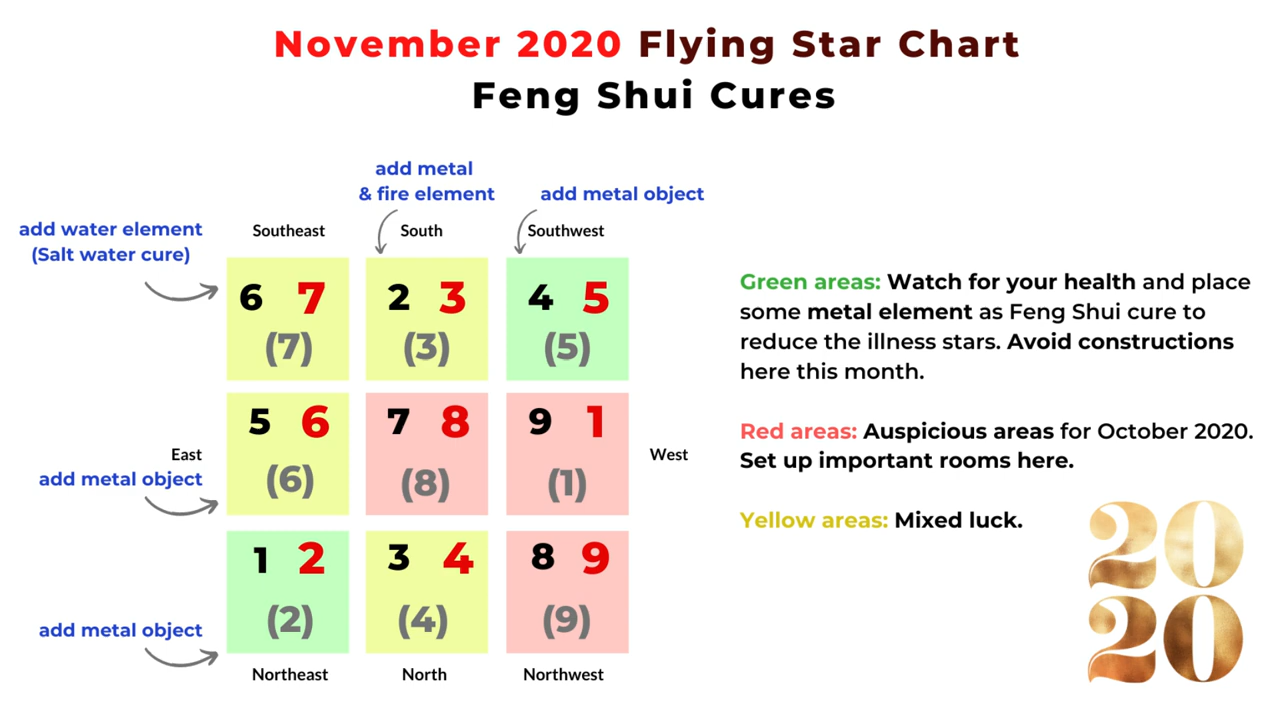 November 2020 Flying Star Chart
Feng Shui Cures
add metal
& fire element
add metal object
add water element
(Salt water cure)
Southeast
South
Southwest
6 7
(7)
2 3
(3)
4 5
(5)
5 6
(6)
7 8
(8)
9 1
(1)
East
West
add metal object
1 2
(2)
3 4
(4)
8 9
(9)
add metal object
Northeast
North
Northwest
Green areas: Watch for your health and place
some metal element as Feng Shui cure to
reduce the illness stars. Avoid constructions
here this month.
Red areas: Auspicious areas for October 2020.
Set up important rooms here.
Yellow areas: Mixed luck.
20
20